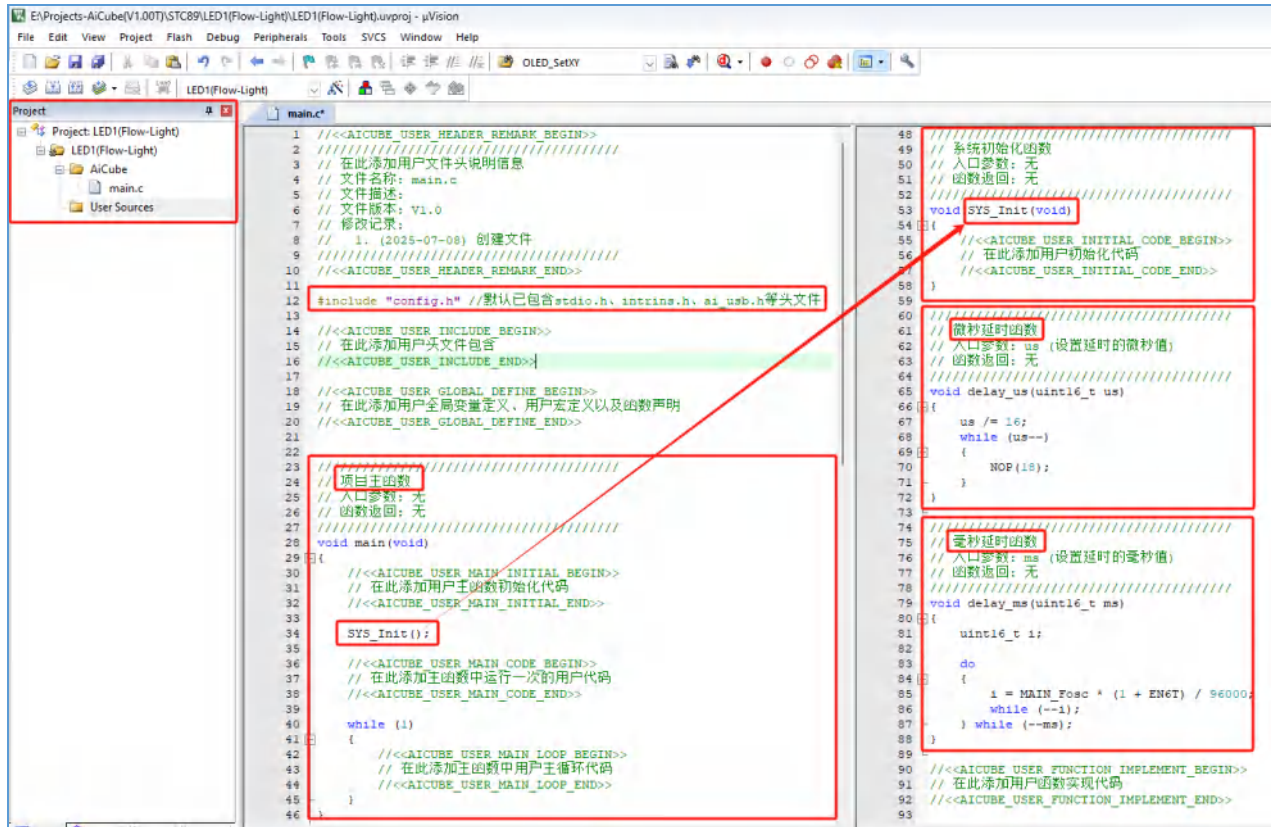 E:\Projects-AiCube(V1.00T)\STC89\LED1(Flow-Light)\LED1(Flow-Light).uvproj - µVision
File Edit View Project Flash Debug Peripherals Tools SVCS Window Help
OLED_SetXY
LED1(Flow-Light)
Project
Project: LED1(Flow-Light)
LED1(Flow-Light)
AiCube
main.c
User Sources
main.c*
1 //<<AICUBE_USER_HEADER_REMARK_BEGIN>>
2 ////////////////////////////////////////
3 // 在此添加用户文件头说明信息
4 // 文件名称: main.c
5 // 文件描述:
6 // 文件版本: V1.0
7 // 修改记录:
8 //   1. (2025-07-08) 创建文件
9 ////////////////////////////////////////
10 //<<AICUBE_USER_HEADER_REMARK_END>>
11
12 #include "config.h" //默认已包含stdio.h、intrins.h、ai_usb.h等头文件
13
14 //<<AICUBE_USER_INCLUDE_BEGIN>>
15 // 在此添加用户头文件包含
16 //<<AICUBE_USER_INCLUDE_END>>
17
18 //<<AICUBE_USER_GLOBAL_DEFINE_BEGIN>>
19 // 在此添加用户全局变量定义、用户宏定义以及函数声明
20 //<<AICUBE_USER_GLOBAL_DEFINE_END>>
21
22
23 ////////////////////////////////////////
24 // 项目主函数
25 // 入口参数: 无
26 // 函数返回: 无
27 ////////////////////////////////////////
28 void main(void)
29 {
30     //<<AICUBE_USER_MAIN_INITIAL_BEGIN>>
31     // 在此添加用户主函数初始化代码
32     //<<AICUBE_USER_MAIN_INITIAL_END>>
33
34     SYS_Init();
35
36     //<<AICUBE_USER_MAIN_CODE_BEGIN>>
37     // 在此添加主函数中运行一次的用户代码
38     //<<AICUBE_USER_MAIN_CODE_END>>
39
40     while (1)
41     {
42         //<<AICUBE_USER_MAIN_LOOP_BEGIN>>
43         // 在此添加主函数中用户主循环代码
44         //<<AICUBE_USER_MAIN_LOOP_END>>
45     }
46 }
48 ////////////////////////////////////////
49 // 系统初始化函数
50 // 入口参数: 无
51 // 函数返回: 无
52 ////////////////////////////////////////
53 void SYS_Init(void)
54 {
55     //<<AICUBE_USER_INITIAL_CODE_BEGIN>>
56     // 在此添加用户初始化代码
57     //<<AICUBE_USER_INITIAL_CODE_END>>
58 }
59
60 ////////////////////////////////////////
61 // 微秒延时函数
62 // 入口参数: us (设置延时的微秒值)
63 // 函数返回: 无
64 ////////////////////////////////////////
65 void delay_us(uint16_t us)
66 {
67     us /= 16;
68     while (us--)
69     {
70         NOP(18);
71     }
72 }
73
74 ////////////////////////////////////////
75 // 毫秒延时函数
76 // 入口参数: ms (设置延时的毫秒值)
77 // 函数返回: 无
78 ////////////////////////////////////////
79 void delay_ms(uint16_t ms)
80 {
81     uint16_t i;
82
83     do
84     {
85         i = MAIN_Fosc * (1 + EN6T) / 96000;
86         while (--i);
87     } while (--ms);
88 }
89
90 //<<AICUBE_USER_FUNCTION_IMPLEMENT_BEGIN>>
91 // 在此添加用户函数实现代码
92 //<<AICUBE_USER_FUNCTION_IMPLEMENT_END>>
93